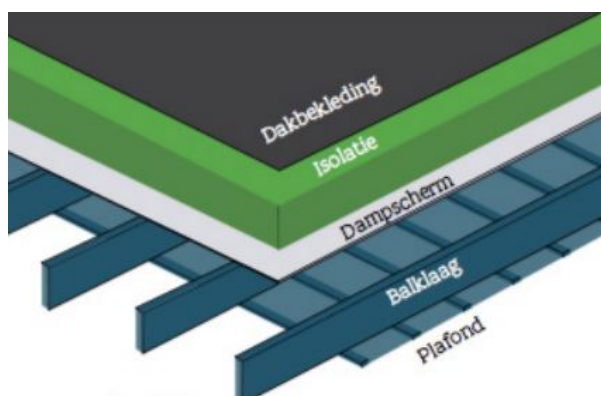 Dakbekleding
Isolatie
Dampscherm
Balklaag
Plafond